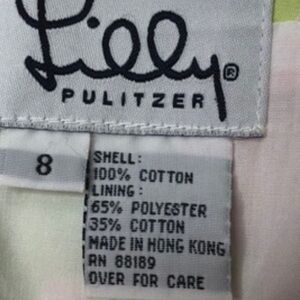 Lilly®
PULITZER
8
SHELL:
100% COTTON
LINING:
65% POLYESTER
35% COTTON
MADE IN HONG KONG
RN 88189
OVER FOR CARE